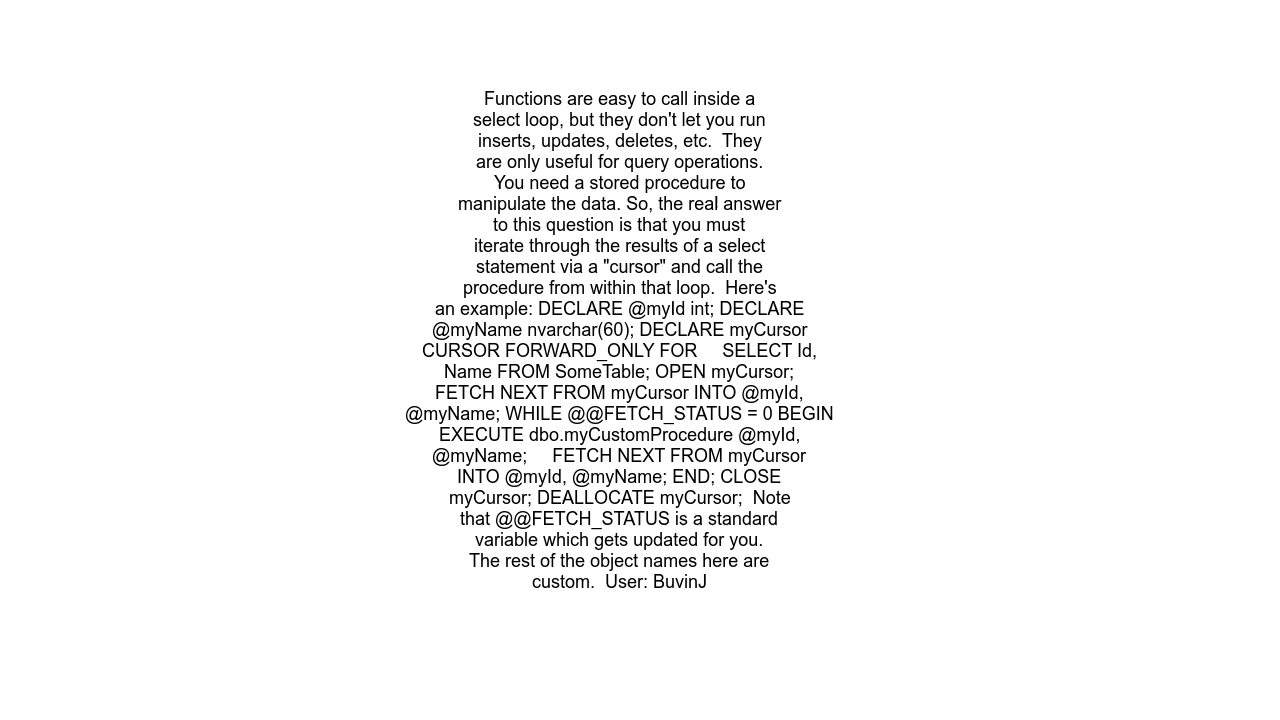 Functions are easy to call inside a
select loop, but they don't let you run
inserts, updates, deletes, etc.  They
are only useful for query operations.
You need a stored procedure to
manipulate the data. So, the real answer
to this question is that you must
iterate through the results of a select
statement via a "cursor" and call the
procedure from within that loop.  Here's
an example: DECLARE @myId int; DECLARE
@myName nvarchar(60); DECLARE myCursor
CURSOR FORWARD_ONLY FOR     SELECT Id,
Name FROM SomeTable; OPEN myCursor;
FETCH NEXT FROM myCursor INTO @myId,
@myName; WHILE @@FETCH_STATUS = 0 BEGIN
EXECUTE dbo.myCustomProcedure @myId,
@myName;     FETCH NEXT FROM myCursor
INTO @myId, @myName; END; CLOSE
myCursor; DEALLOCATE myCursor;  Note
that @@FETCH_STATUS is a standard
variable which gets updated for you.
The rest of the object names here are
custom.  User: BuvinJ